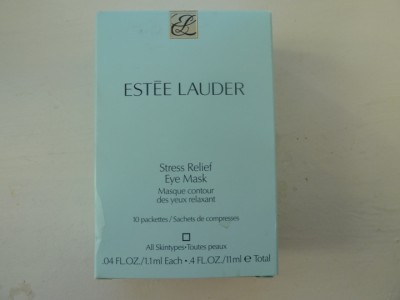 EL
ESTĒE LAUDER
Stress Relief
Eye Mask
Masque contour
des yeux relaxant
10 packettes / Sachets de compresses
All Skintypes•Toutes peaux
.04 FL.OZ./1.1ml Each • .4 FL.OZ./11ml e Total